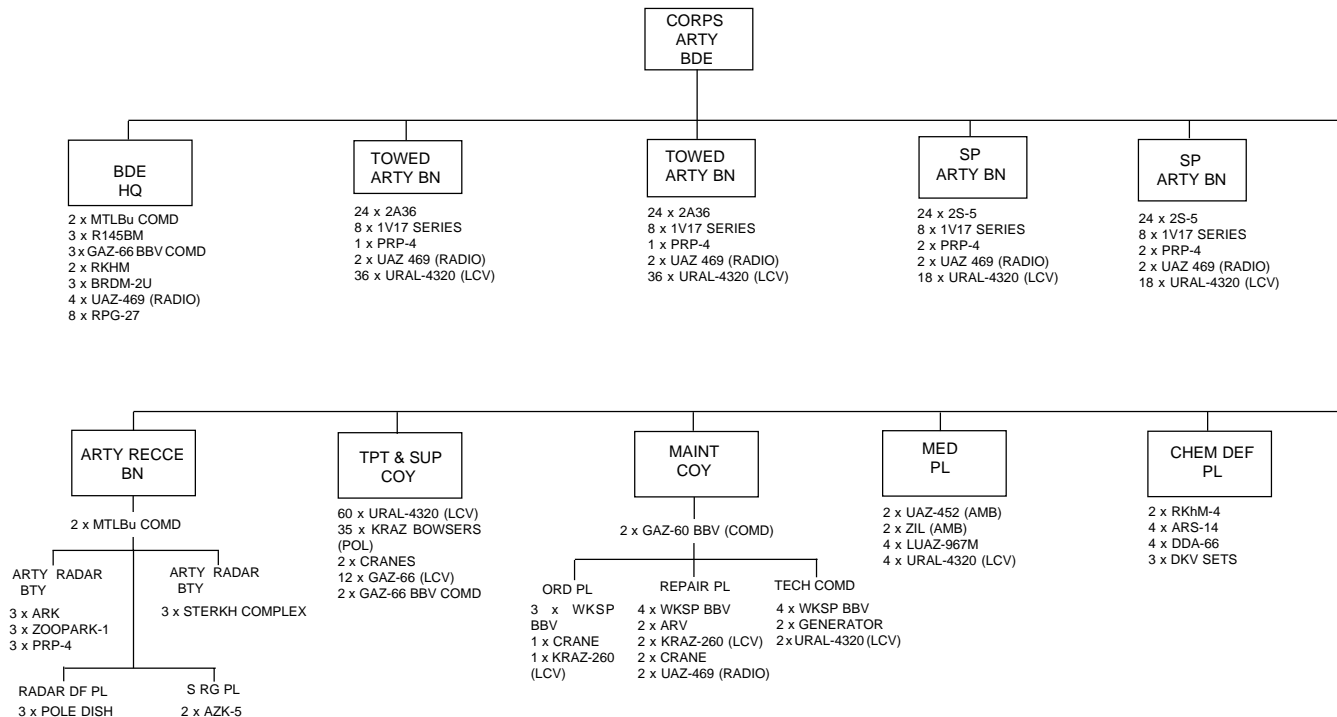 CORPS
ARTY
BDE
BDE
HQ
2 x MTLBu COMD
3 x R145BM
3 x GAZ-66 BBV COMD
2 x RKHM
3 x BRDM-2U
4 x UAZ-469 (RADIO)
8 x RPG-27
TOWED
ARTY BN
24 x 2A36
8 x 1V17 SERIES
1 x PRP-4
2 x UAZ 469 (RADIO)
36 x URAL-4320 (LCV)
TOWED
ARTY BN
24 x 2A36
8 x 1V17 SERIES
1 x PRP-4
2 x UAZ 469 (RADIO)
36 x URAL-4320 (LCV)
SP
ARTY BN
24 x 2S-5
8 x 1V17 SERIES
2 x PRP-4
2 x UAZ 469 (RADIO)
18 x URAL-4320 (LCV)
SP
ARTY BN
24 x 2S-5
8 x 1V17 SERIES
2 x PRP-4
2 x UAZ 469 (RADIO)
18 x URAL-4320 (LCV)
ARTY RECCE
BN
2 x MTLBu COMD
ARTY RADAR
BTY
3 x ARK
3 x ZOOPARK-1
3 x PRP-4
ARTY RADAR
BTY
3 x STERKH COMPLEX
RADAR DF PL
3 x POLE DISH
S RG PL
2 x AZK-5
TPT & SUP
COY
60 x URAL-4320 (LCV)
35 x KRAZ BOWSERS
(POL)
2 x CRANES
12 x GAZ-66 (LCV)
2 x GAZ-66 BBV COMD
MAINT
COY
2 x GAZ-60 BBV (COMD)
ORD PL
3 x WKSP
BBV
1 x CRANE
1 x KRAZ-260
(LCV)
REPAIR PL
4 x WKSP BBV
2 x ARV
2 x KRAZ-260 (LCV)
2 x CRANE
2 x UAZ-469 (RADIO)
TECH COMD
4 x WKSP BBV
2 x GENERATOR
2 x URAL-4320 (LCV)
MED
PL
2 x UAZ-452 (AMB)
2 x ZIL (AMB)
4 x LUAZ-967M
4 x URAL-4320 (LCV)
CHEM DEF
PL
2 x RKhM-4
4 x ARS-14
4 x DDA-66
3 x DKV SETS